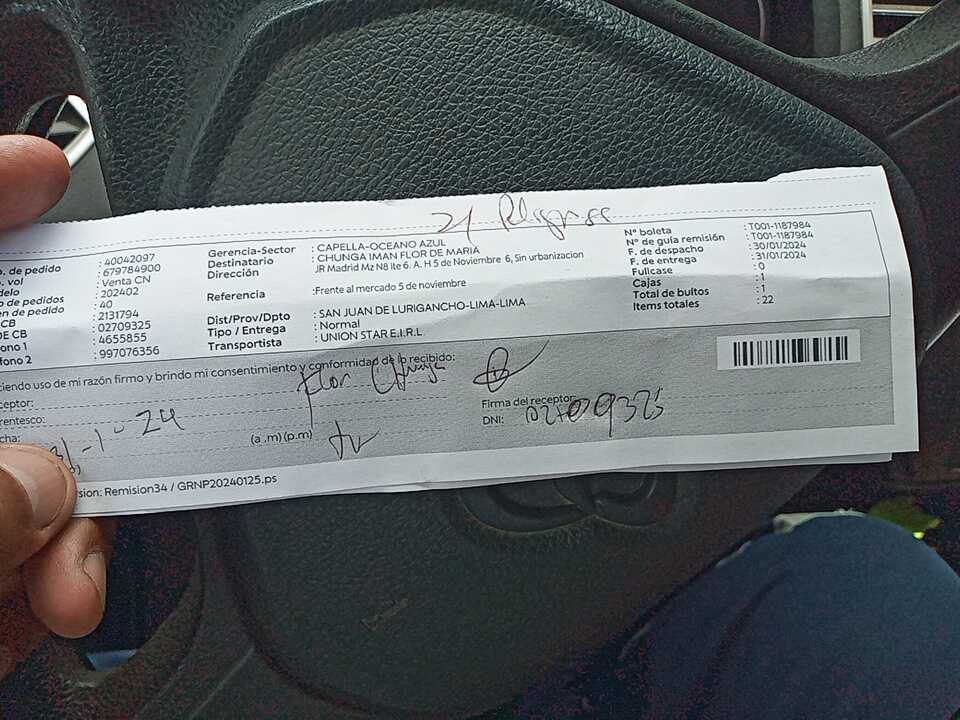 21
o. de pedido : 40042097
. vol : 679784900
delo : Venta CN
o de pedidos : 202402
en de pedido : 40
CB : 2131794
DE CB : 02709325
fono 1 : 4655855
fono 2 : 997076356
Gerencia-Sector : CAPELLA-OCEANO AZUL
Destinatario : CHUNGA IMAN FLOR DE MARIA
Dirección JR Madrid Mz N8 lte 6. A. H 5 de Noviembre 6, Sin urbanizacion
Referencia :Frente al mercado 5 de noviembre
Dist/Prov/Dpto : SAN JUAN DE LURIGANCHO-LIMA-LIMA
Tipo / Entrega : Normal
Transportista : UNION STAR E.I.R.L
N° boleta : T001-1187984
N° de guia remisión : T001-1187984
F. de despacho : 30/01/2024
F. de entrega : 31/01/2024
Fullcase : 0
Cajas : 1
Total de bultos : 1
Items totales : 22
ciendo uso de mi razón firmo y brindo mi consentimiento y conformidad de lo recibido:
ceptor: Flor Chunga
Firma del receptor
rentesco: DNI: 02709325
cha: 31-1-24 (a .m)(p.m)
sion: Remision34 / GRNP20240125.ps